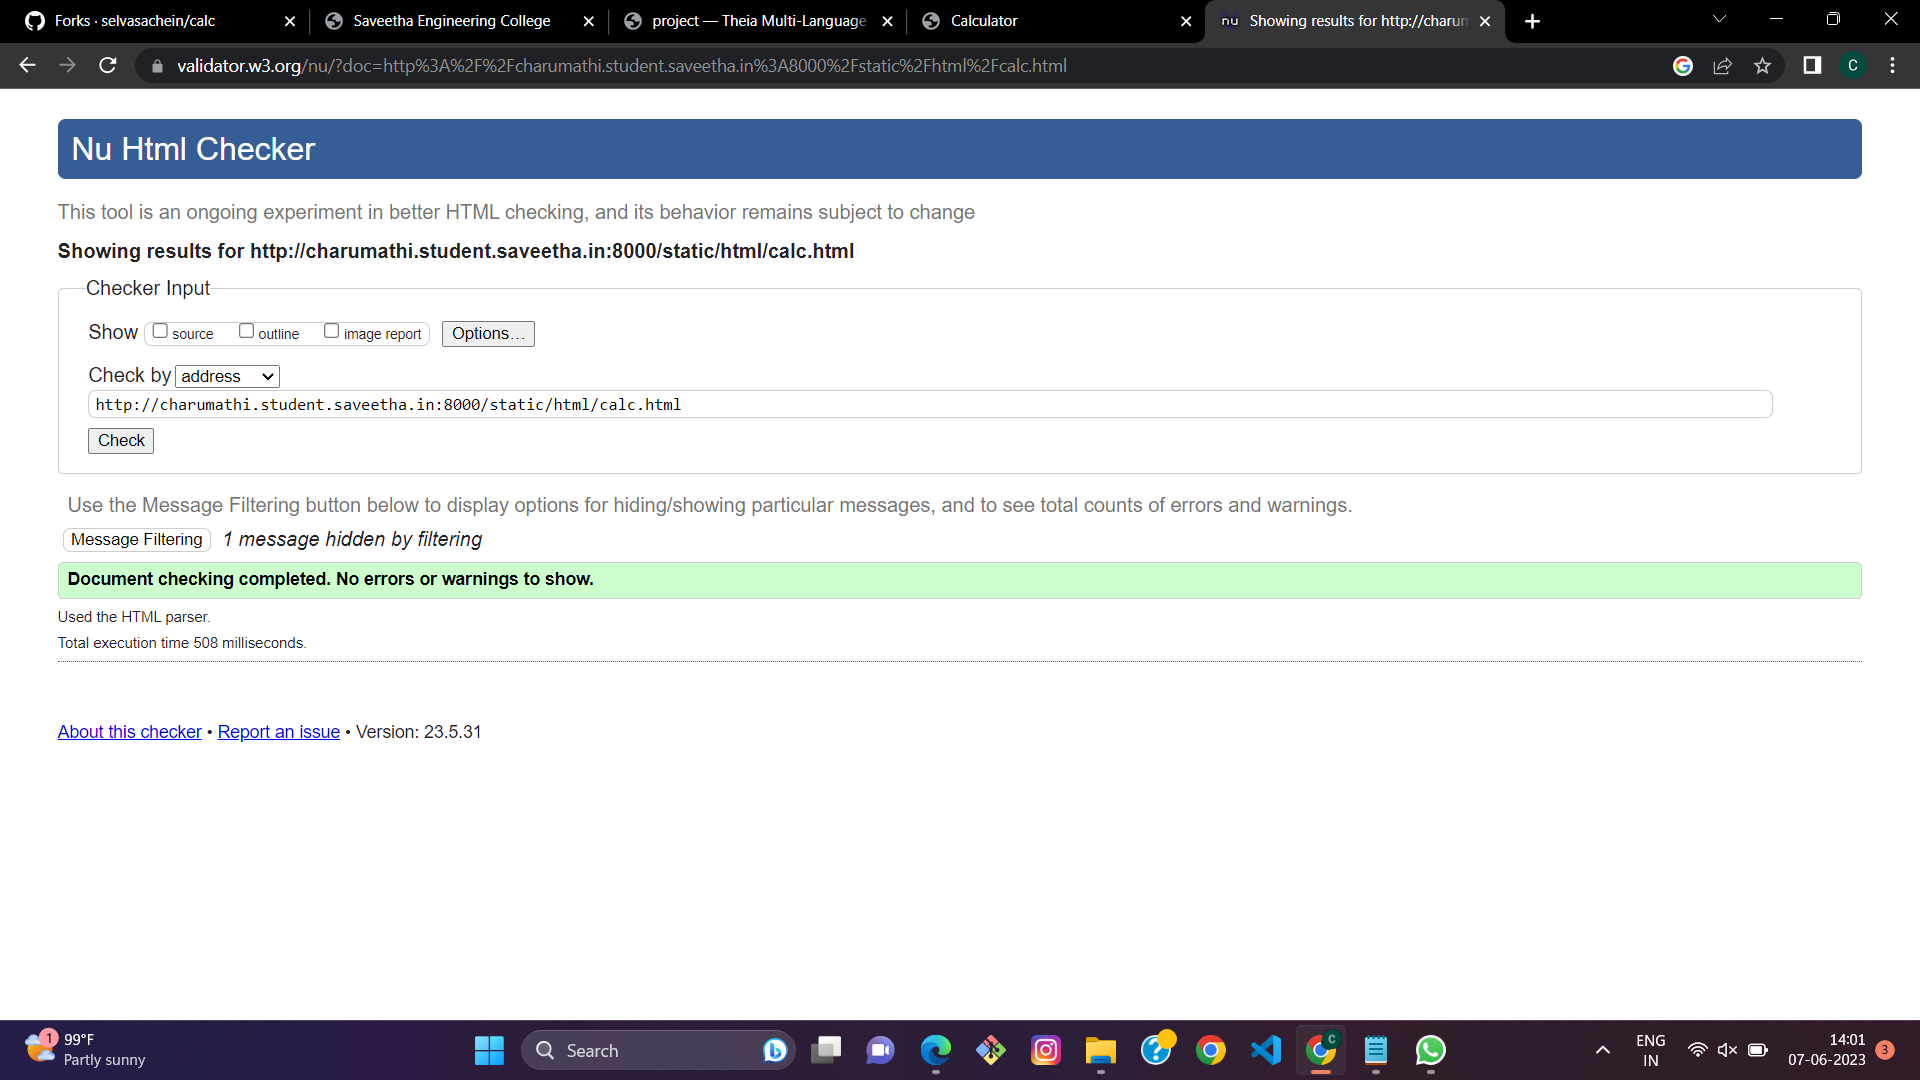 Forks · selvasachein/calc
Saveetha Engineering College
project — Theia Multi-Language
Calculator
nu Showing results for http://charum
validator.w3.org/nu/?doc=http%3A%2F%2Fcharumathi.student.saveetha.in%3A8000%2Fstatic%2Fhtml%2Fcalc.html
C
Nu Html Checker
This tool is an ongoing experiment in better HTML checking, and its behavior remains subject to change
Showing results for http://charumathi.student.saveetha.in:8000/static/html/calc.html
Checker Input
Show source outline image report Options...
Check by address
http://charumathi.student.saveetha.in:8000/static/html/calc.html
Check
Use the Message Filtering button below to display options for hiding/showing particular messages, and to see total counts of errors and warnings.
Message Filtering 1 message hidden by filtering
Document checking completed. No errors or warnings to show.
Used the HTML parser.
Total execution time 508 milliseconds.
About this checker • Report an issue • Version: 23.5.31
1
99°F
Partly sunny
Search
C
ENG
IN
14:01
07-06-2023
3